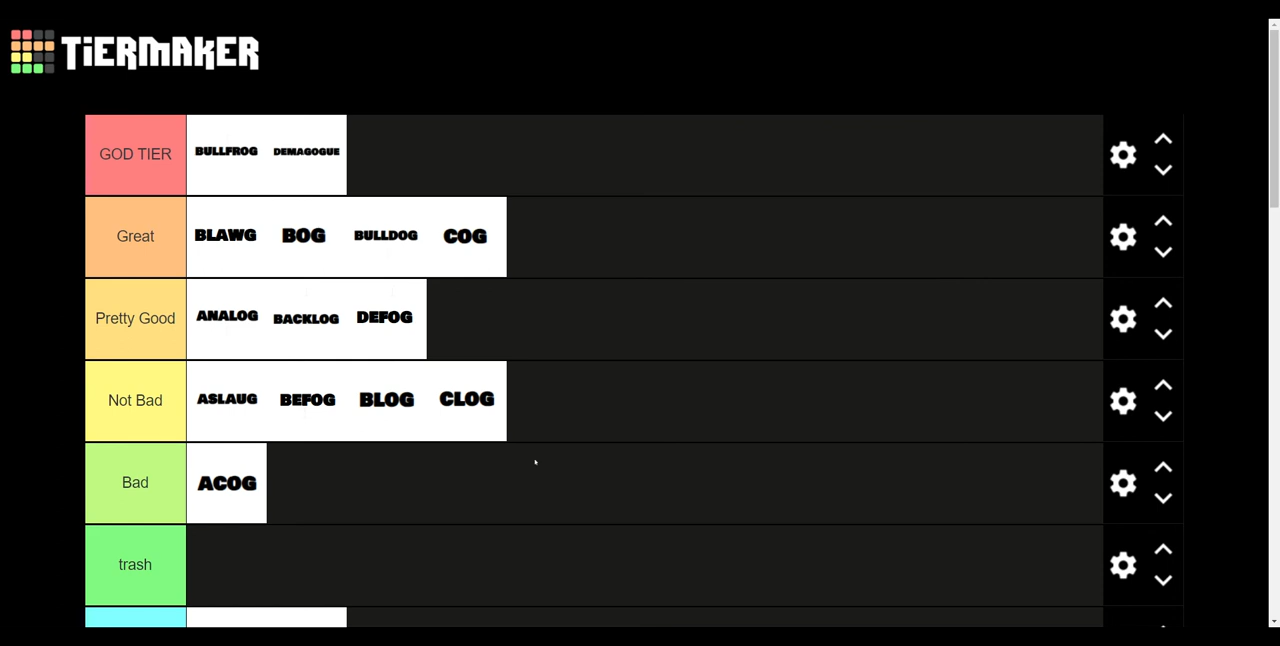 TiERMAKER
GOD TIER
BULLFROG DEMAGOGUE
Great
BLAWG BOG BULLDOG COG
Pretty Good
ANALOG BACKLOG DEFOG
Not Bad
ASLAUG BEFOG BLOG CLOG
Bad
ACOG
trash